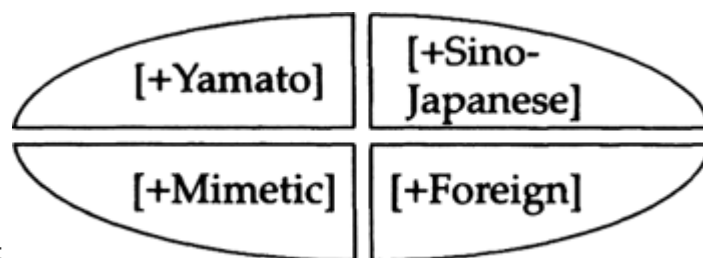 [+Yamato]
[+Sino-
Japanese]
[+Mimetic]
[+Foreign]